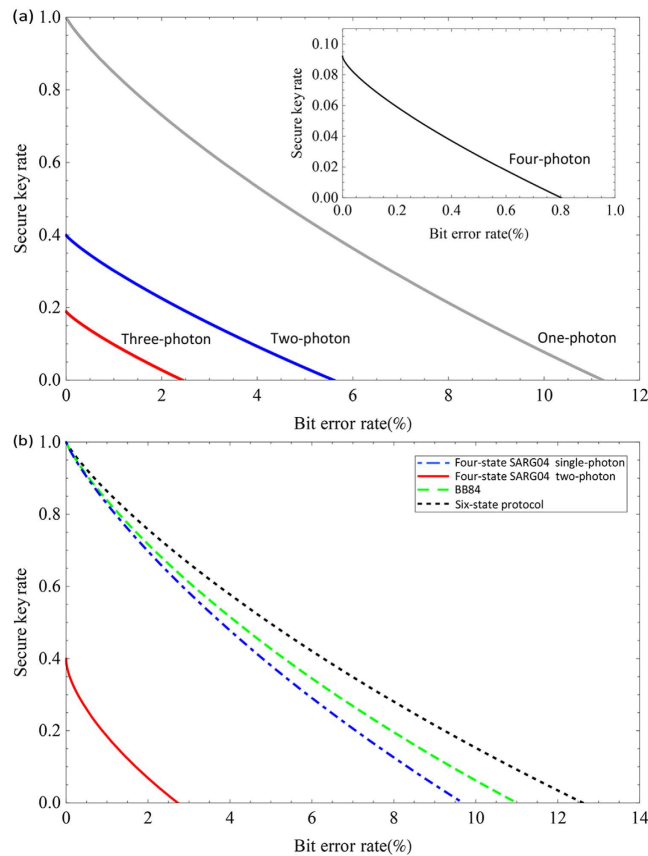 (a)
1.0
0.8
0.6
0.4
0.2
0.0
Secure key rate
0 2 4 6 8 10 12
Bit error rate(%)
Three-photon
Two-photon
One-photon
0.10
0.08
0.06
0.04
0.02
0.00
Secure key rate
0.0 0.2 0.4 0.6 0.8 1.0
Bit error rate(%)
Four-photon
(b)
1.0
0.8
0.6
0.4
0.2
0.0
Secure key rate
0 2 4 6 8 10 12 14
Bit error rate(%)
Four-state SARG04 single-photon
Four-state SARG04 two-photon
BB84
Six-state protocol